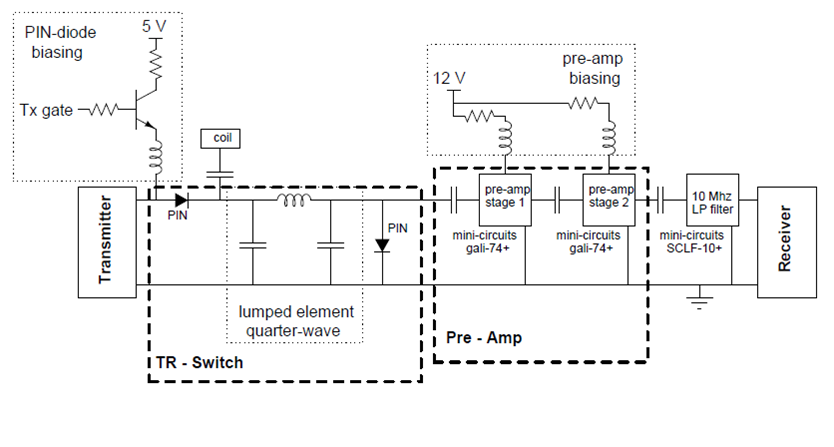 PIN-diode
biasing
5 V
Tx gate
coil
12 V
pre-amp
biasing
Transmitter
PIN
PIN
lumped element
quarter-wave
TR - Switch
pre-amp
stage 1
pre-amp
stage 2
mini-circuits
gali-74+
mini-circuits
gali-74+
Pre - Amp
10 Mhz
LP filter
mini-circuits
SCLF-10+
Receiver